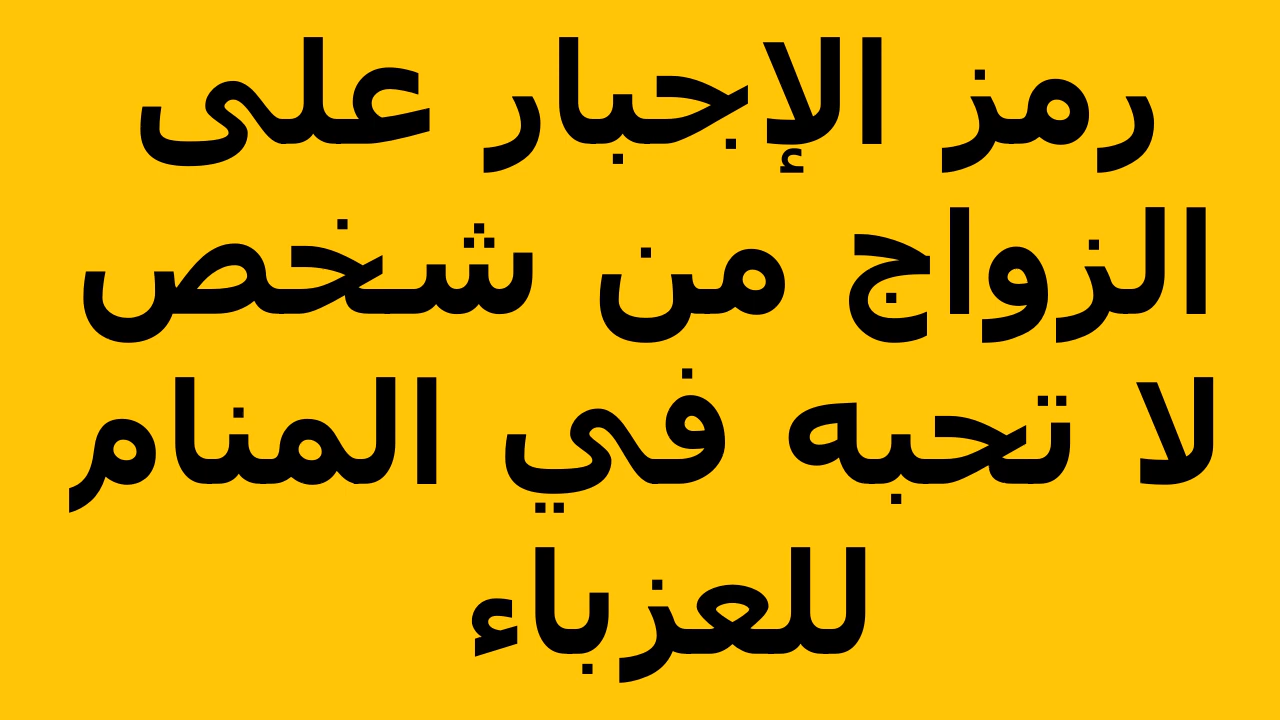 رمز الإجبار على
الزواج من شخص
لا تحبه في المنام
للعزباء